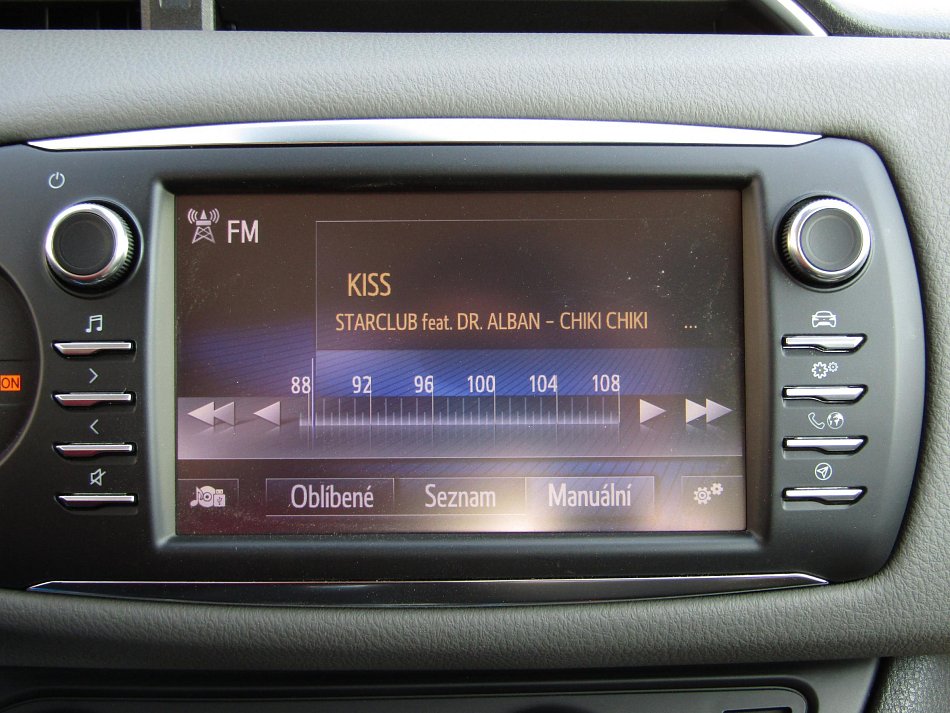 FM
KISS
STARCLUB feat. DR. ALBAN – CHIKI CHIKI ...
88 92 96 100 104 108
ON
Oblíbené Seznam Manuální